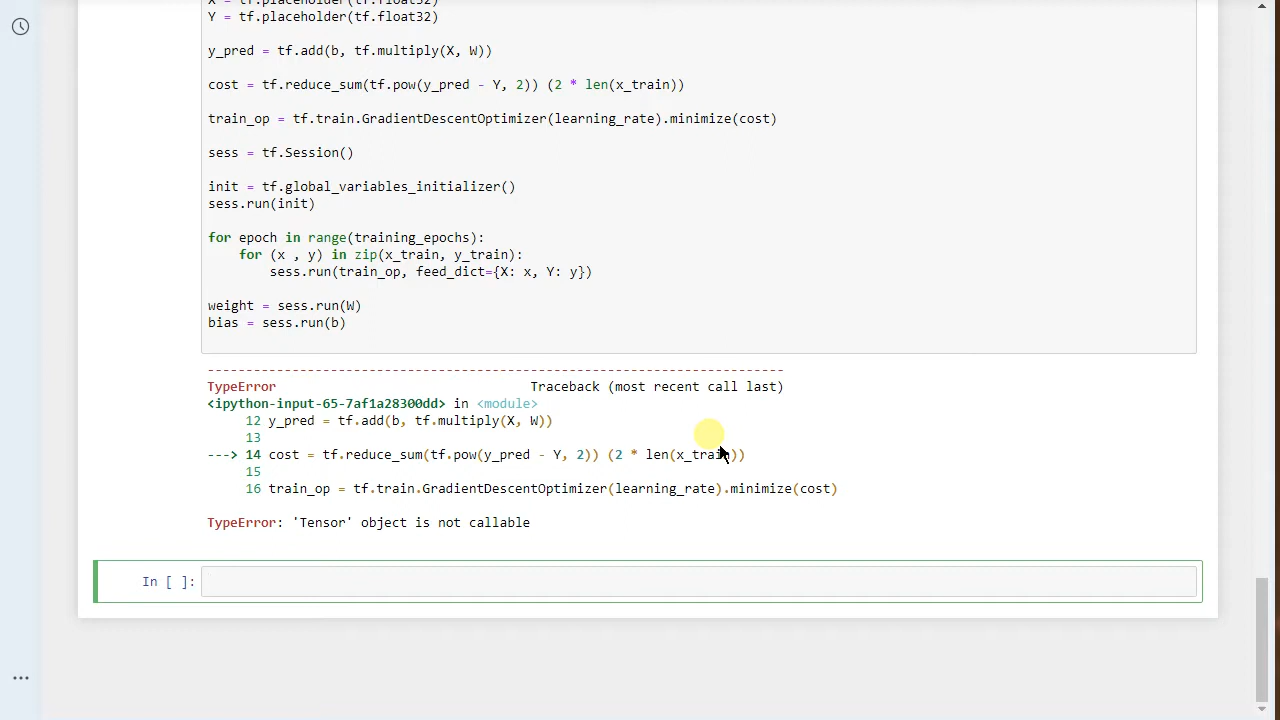 X = tf.placeholder(tf.float32)
Y = tf.placeholder(tf.float32)
y_pred = tf.add(b, tf.multiply(X, W))
cost = tf.reduce_sum(tf.pow(y_pred - Y, 2)) (2 * len(x_train))
train_op = tf.train.GradientDescentOptimizer(learning_rate).minimize(cost)
sess = tf.Session()
init = tf.global_variables_initializer()
sess.run(init)
for epoch in range(training_epochs):
    for (x , y) in zip(x_train, y_train):
        sess.run(train_op, feed_dict={X: x, Y: y})
weight = sess.run(W)
bias = sess.run(b)
---------------------------------------------------------------------------
TypeError                                 Traceback (most recent call last)
<ipython-input-65-7af1a28300dd> in <module>
     12 y_pred = tf.add(b, tf.multiply(X, W))
     13
---> 14 cost = tf.reduce_sum(tf.pow(y_pred - Y, 2)) (2 * len(x_train))
     15
     16 train_op = tf.train.GradientDescentOptimizer(learning_rate).minimize(cost)
TypeError: 'Tensor' object is not callable
In [ ]: